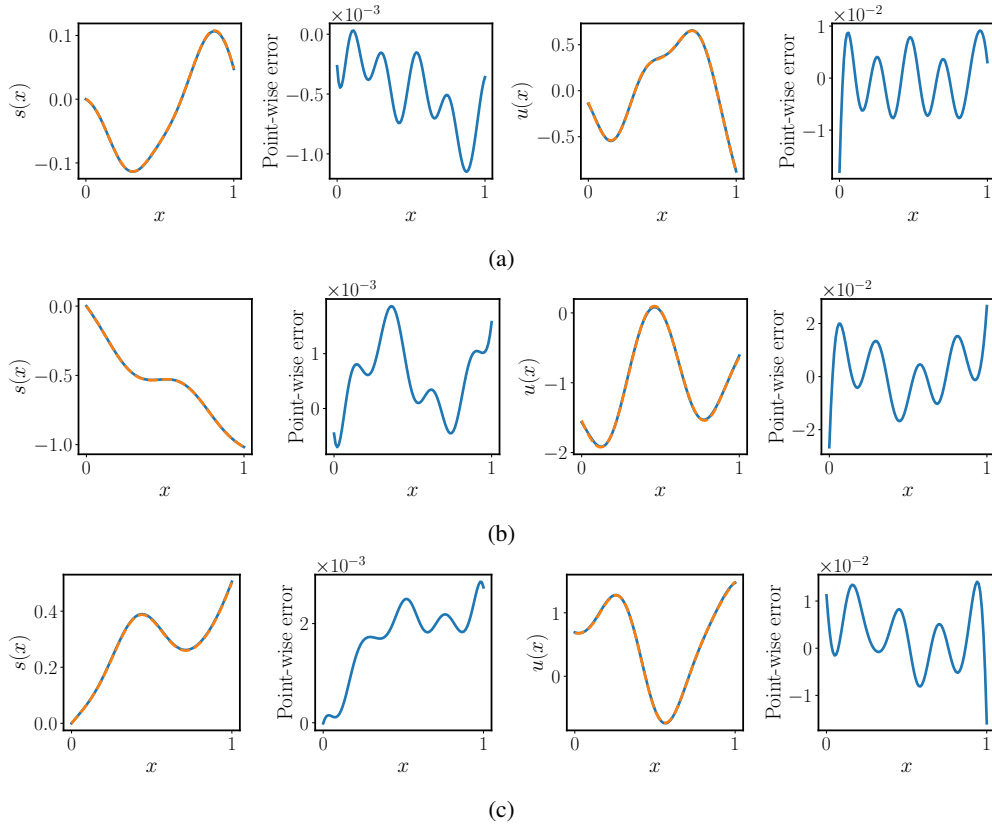 ×10⁻³
×10⁻²
s(x)
0.1
0.0
−0.1
0
1
x
Point-wise error
0.0
−0.5
−1.0
0
1
x
u(x)
0.5
0.0
−0.5
0
1
x
Point-wise error
1
0
−1
0
1
x
(a)
×10⁻³
×10⁻²
s(x)
0.0
−0.5
−1.0
0
1
x
Point-wise error
1
0
0
1
x
u(x)
0
−1
−2
0
1
x
Point-wise error
2
0
−2
0
1
x
(b)
×10⁻³
×10⁻²
s(x)
0.4
0.2
0.0
0
1
x
Point-wise error
2
0
0
1
x
u(x)
1
0
0
1
x
Point-wise error
1
0
−1
0
1
x
(c)